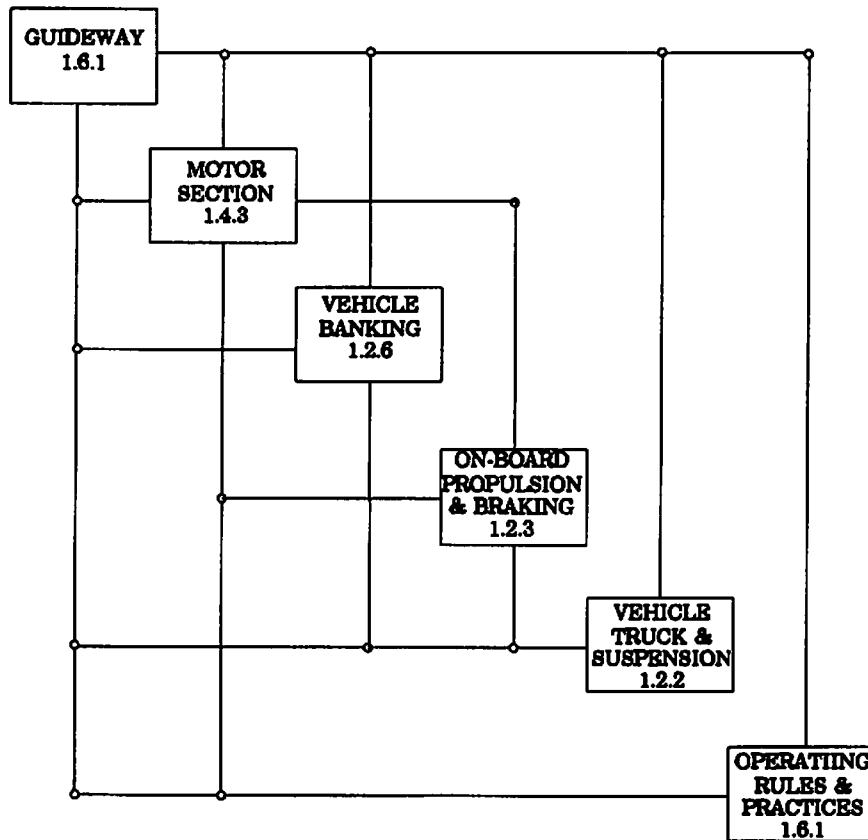 GUIDEWAY
1.6.1
MOTOR
SECTION
1.4.3
VEHICLE
BANKING
1.2.6
ON-BOARD
PROPULSION
& BRAKING
1.2.3
VEHICLE
TRUCK &
SUSPENSION
1.2.2
OPERATIING
RULES &
PRACTICES
1.6.1